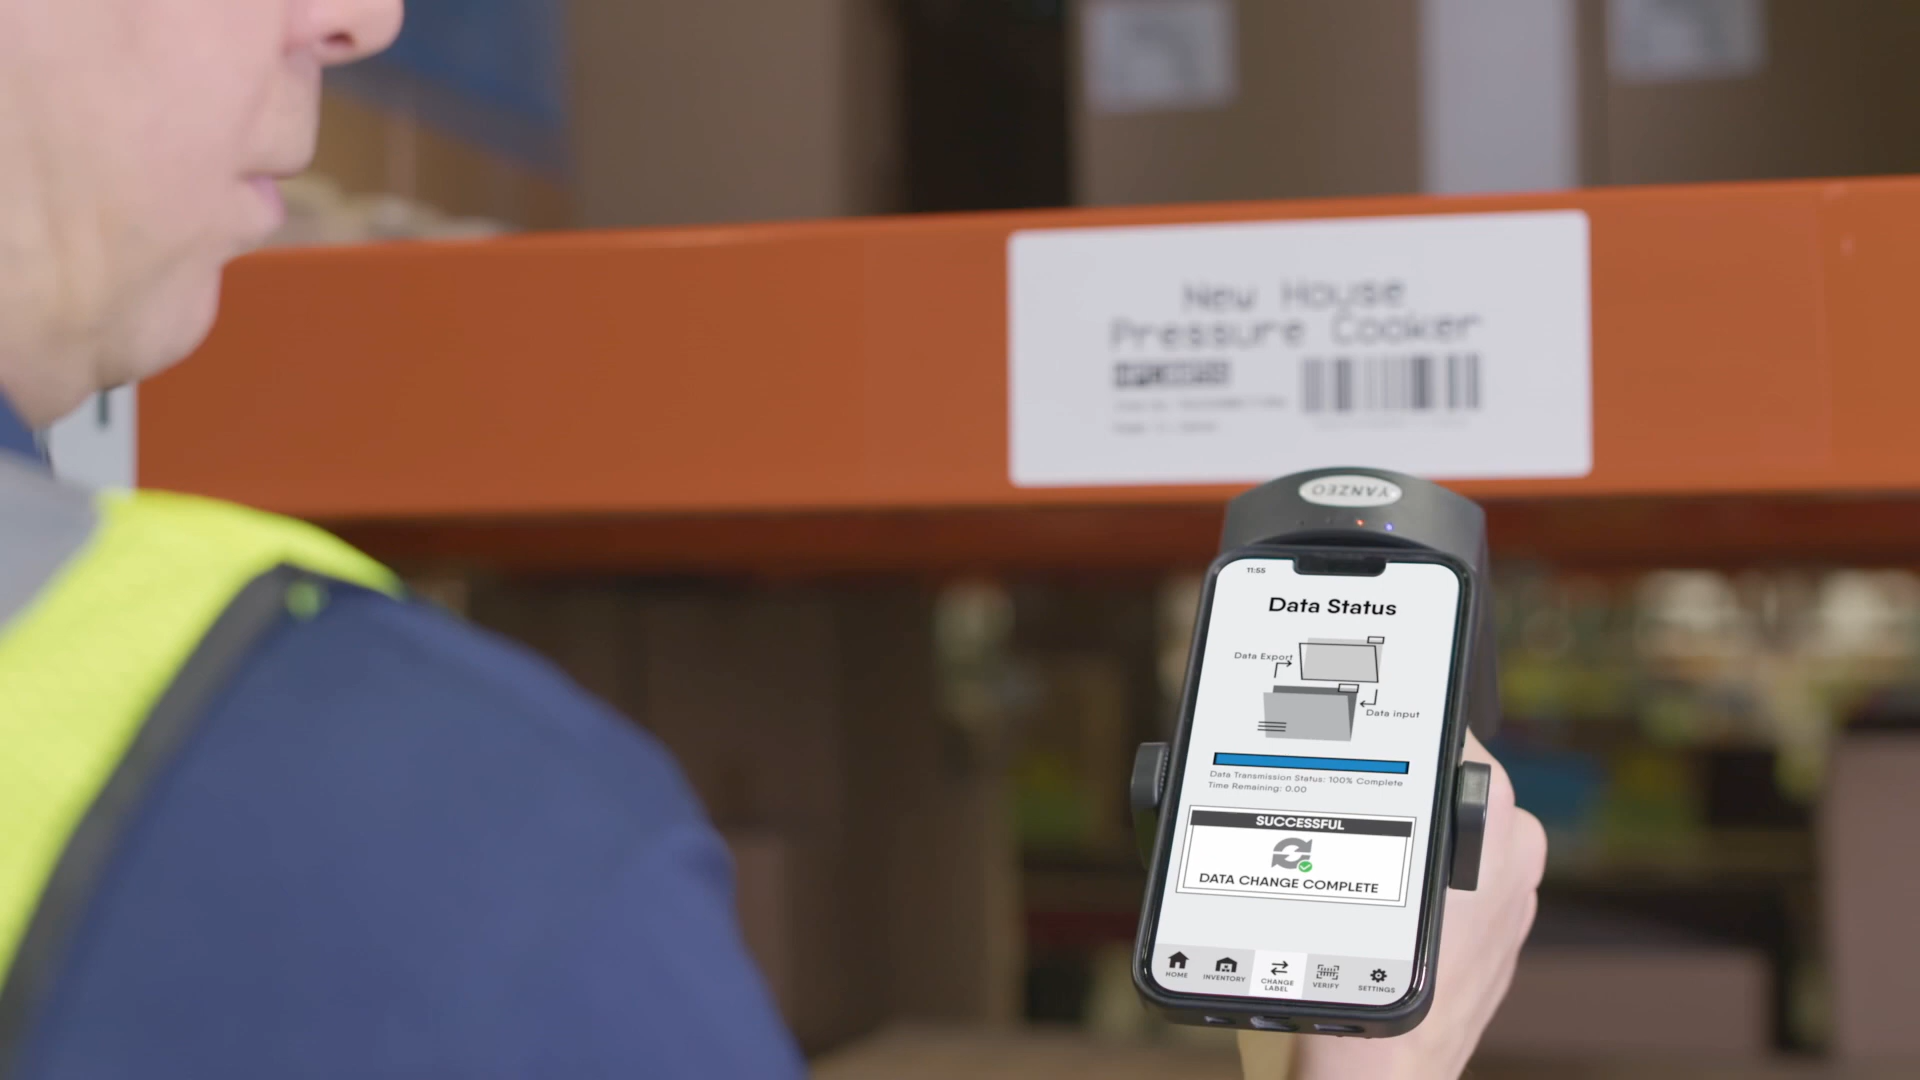 New House
Pressure Cooker
YANZEO
11:55
Data Status
Data Export
Data input
Data Transmission Status: 100% Complete
Time Remaining: 0.00
SUCCESSFUL
DATA CHANGE COMPLETE
HOME
INVENTORY
CHANGE
LABEL
VERIFY
SETTINGS